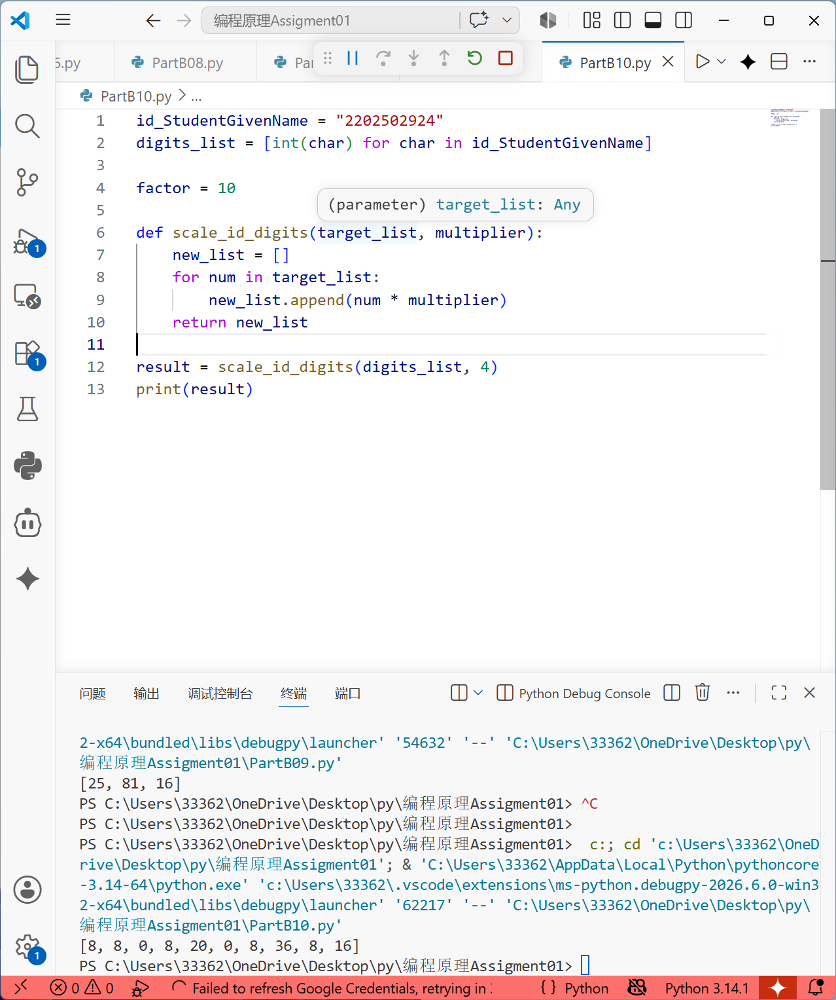 编程原理Assigment01
6.py
PartB08.py
Pa
PartB10.py
PartB10.py > ...
1 id_StudentGivenName = "2202502924"
2 digits_list = [int(char) for char in id_StudentGivenName]
3
4 factor = 10
5
(parameter) target_list: Any
6 def scale_id_digits(target_list, multiplier):
7 new_list = []
8 for num in target_list:
9 new_list.append(num * multiplier)
10 return new_list
11
12 result = scale_id_digits(digits_list, 4)
13 print(result)
1
1
问题 输出 调试控制台 终端 端口
Python Debug Console
2-x64\bundled\libs\debugpy\launcher' '54632' '--' 'C:\Users\33362\OneDrive\Desktop\py\
编程原理Assigment01\PartB09.py'
[25, 81, 16]
PS C:\Users\33362\OneDrive\Desktop\py\编程原理Assigment01> ^C
PS C:\Users\33362\OneDrive\Desktop\py\编程原理Assigment01>
PS C:\Users\33362\OneDrive\Desktop\py\编程原理Assigment01> c:; cd 'c:\Users\33362\OneD
rive\Desktop\py\编程原理Assigment01'; & 'C:\Users\33362\AppData\Local\Python\pythoncore
-3.14-64\python.exe' 'c:\Users\33362\.vscode\extensions\ms-python.debugpy-2026.6.0-win3
2-x64\bundled\libs\debugpy\launcher' '62217' '--' 'C:\Users\33362\OneDrive\Desktop\py\
编程原理Assigment01\PartB10.py'
[8, 8, 0, 8, 20, 0, 8, 36, 8, 16]
PS C:\Users\33362\OneDrive\Desktop\py\编程原理Assigment01>
1
0 0 Failed to refresh Google Credentials, retrying in { } Python Python 3.14.1